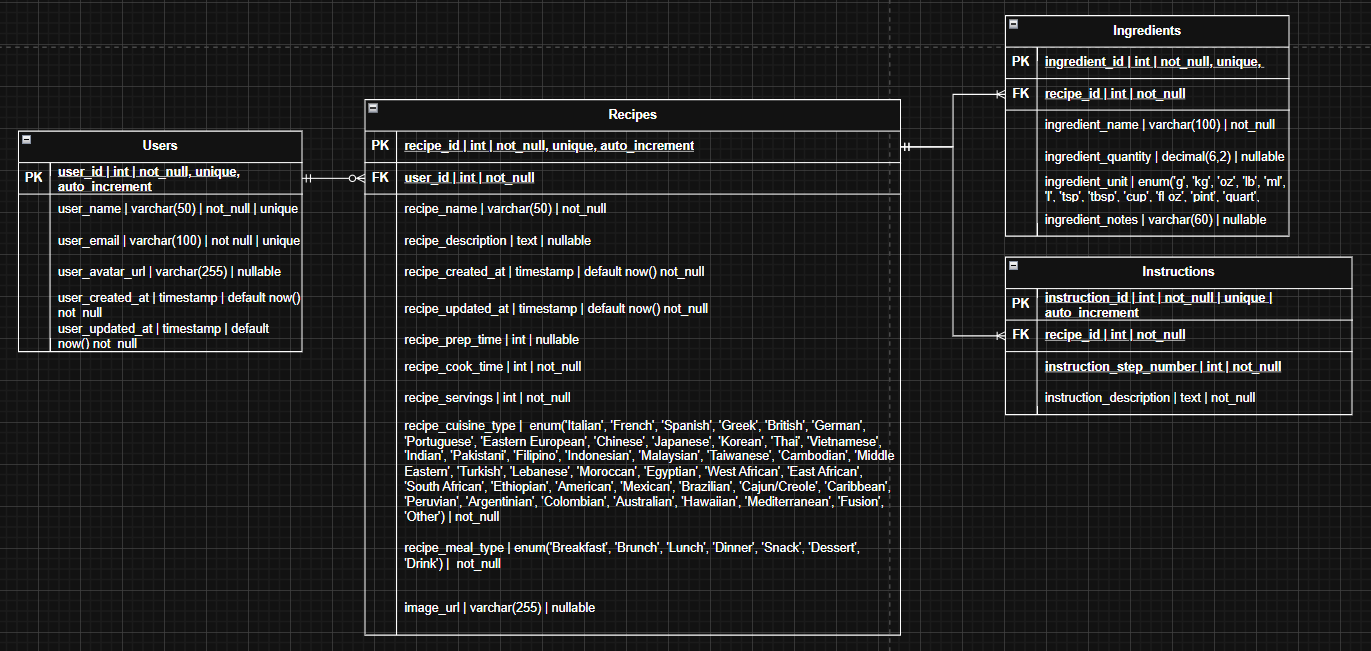 Users
PK
user_id | int | not_null, unique,
auto_increment
user_name | varchar(50) | not_null | unique
user_email | varchar(100) | not null | unique
user_avatar_url | varchar(255) | nullable
user_created_at | timestamp | default now()
not_null
user_updated_at | timestamp | default
now() not_null
Recipes
PK
recipe_id | int | not_null, unique, auto_increment
FK
user_id | int | not_null
recipe_name | varchar(50) | not_null
recipe_description | text | nullable
recipe_created_at | timestamp | default now() not_null
recipe_updated_at | timestamp | default now() not_null
recipe_prep_time | int | nullable
recipe_cook_time | int | not_null
recipe_servings | int | not_null
recipe_cuisine_type |  enum('Italian', 'French', 'Spanish', 'Greek', 'British', 'German',
'Portuguese', 'Eastern European', 'Chinese', 'Japanese', 'Korean', 'Thai', 'Vietnamese',
'Indian', 'Pakistani', 'Filipino', 'Indonesian', 'Malaysian', 'Taiwanese', 'Cambodian', 'Middle
Eastern', 'Turkish', 'Lebanese', 'Moroccan', 'Egyptian', 'West African', 'East African',
'South African', 'Ethiopian', 'American', 'Mexican', 'Brazilian', 'Cajun/Creole', 'Caribbean',
'Peruvian', 'Argentinian', 'Colombian', 'Australian', 'Hawaiian', 'Mediterranean', 'Fusion',
'Other') | not_null
recipe_meal_type | enum('Breakfast', 'Brunch', 'Lunch', 'Dinner', 'Snack', 'Dessert',
'Drink') |  not_null
image_url | varchar(255) | nullable
Ingredients
PK
ingredient_id | int | not_null, unique,
FK
recipe_id | int | not_null
ingredient_name | varchar(100) | not_null
ingredient_quantity | decimal(6,2) | nullable
ingredient_unit | enum('g', 'kg', 'oz', 'lb', 'ml',
'l', 'tsp', 'tbsp', 'cup', 'fl oz', 'pint', 'quart',
ingredient_notes | varchar(60) | nullable
Instructions
PK
instruction_id | int | not_null | unique |
auto_increment
FK
recipe_id | int | not_null
instruction_step_number | int | not_null
instruction_description | text | not_null